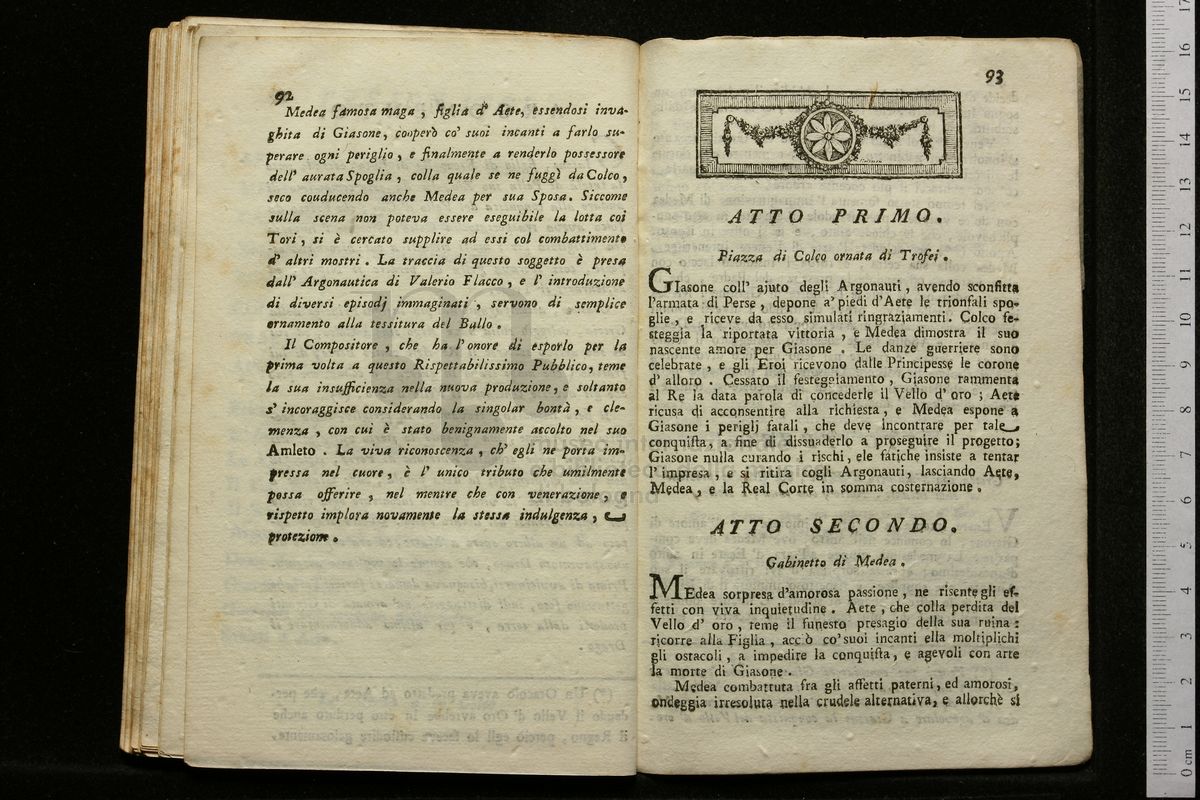 92
Medea famosa maga, figlia d' Aete, essendosi inva-
ghita di Giasone, cooperò co' suoi incanti a farlo su-
perare ogni periglio, e finalmente a renderlo possessore
dell' aurata Spoglia, colla quale se ne fuggì da Colco,
seco couducendo anche Medea per sua Sposa. Siccome
sulla scena non poteva essere eseguibile la lotta coi
Tori, si è cercato supplire ad essi col combattimento
d' altri mostri. La traccia di questo soggetto è presa
dall' Argonautica di Valerio Flacco, e l' introduzione
di diversi episodj immaginati, servono di semplice
ornamento alla tessitura del Ballo.
Il Compositore, che ha l' onore di esporlo per la
prima volta a questo Rispettabilissimo Pubblico, teme
la sua insufficienza nella nuova produzione, e soltanto
s' incoraggisce considerando la singolar bontà, e cle-
menza, con cui è stato benignamente accolto nel suo
Amleto. La viva riconoscenza, ch' egli ne porta im-
pressa nel cuore, è l' unico tributo che umilmente
possa offerire, nel mentre che con venerazione, e
rispetto implora novamente la stessa indulgenza, e
protezione.
93
ATTO PRIMO.
Piazza di Colco ornata di Trofei.
GIasone coll' ajuto degli Argonauti, avendo sconfitta
l'armata di Perse, depone a' piedi d'Aete le trionfali spo-
glie, e riceve da esso simulati ringraziamenti. Colco fe-
steggia la riportata vittoria, e Medea dimostra il suo
nascente amore per Giasone. Le danze guerriere sono
celebrate, e gli Eroi ricevono dalle Principesse le corone
d' alloro. Cessato il festeggiamento, Giasone rammenta
al Re la data parola di concederle il Vello d' oro; Aete
ricusa di acconsentire alla richiesta, e Medea espone a
Giasone i periglj fatali, che deve incontrare per tale
conquista, a fine di dissuaderlo a proseguire il progetto;
Giasone nulla curando i rischi, ele fatiche insiste a tentar
l' impresa, e si ritira cogli Argonauti, lasciando Aete,
Medea, e la Real Corte in somma costernazione.
ATTO SECONDO.
Gabinetto di Medea.
MEdea sorpresa d'amorosa passione, ne risente gli ef-
fetti con viva inquietudine. Aete, che colla perdita del
Vello d' oro, teme il funesto presagio della sua ruina:
ricorre alla Figlia, acc ò co' suoi incanti ella moltiplichi
gli ostacoli, a impedire la conquista, e agevoli con arte
la morte di Giasone.
Medea combattuta fra gli affetti paterni, ed amorosi,
ondeggia irresoluta nella crudele alternativa, e allorchè si